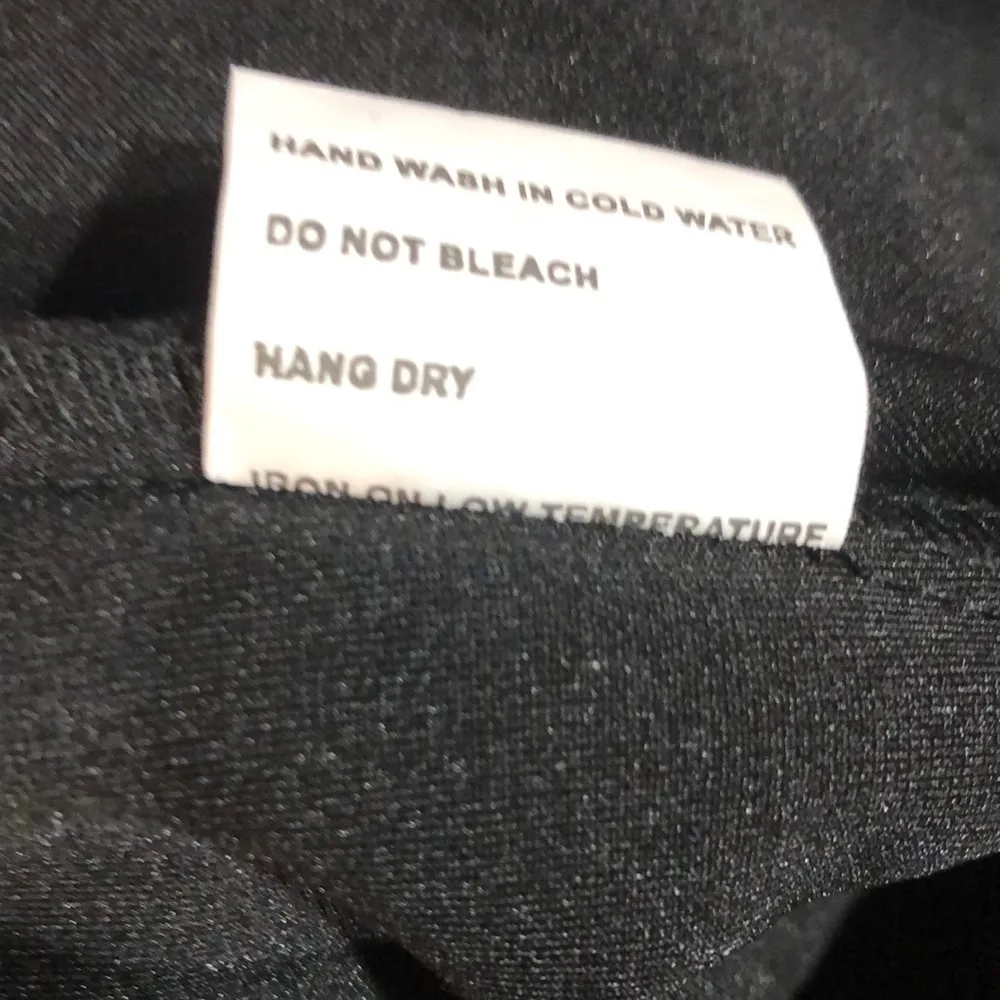 HAND WASH IN COLD WATER
DO NOT BLEACH
HANG DRY
IRON ON LOW TEMPERATURE